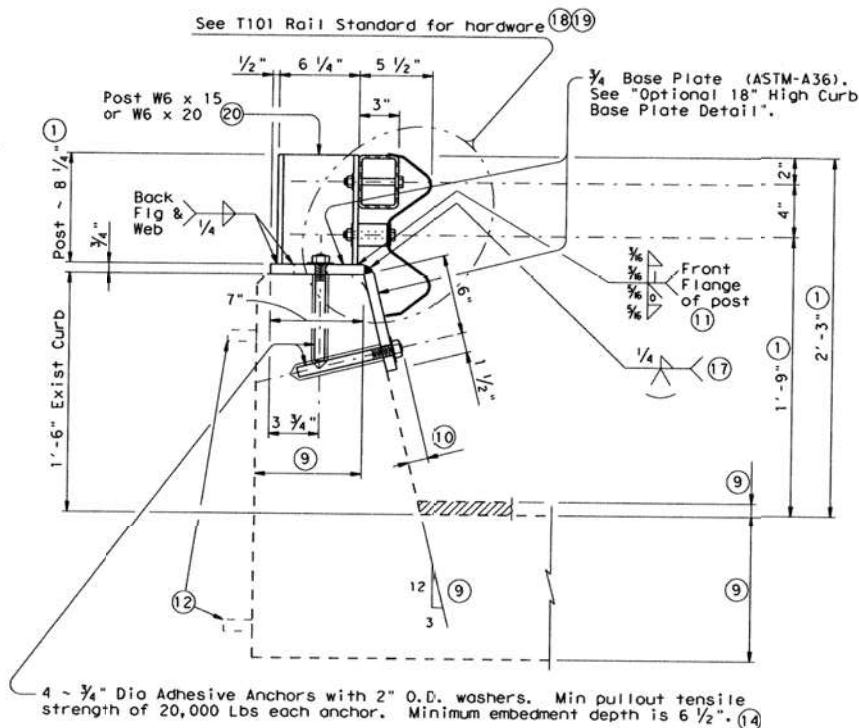 See T101 Rail Standard for hardware 18 19
1/2" 6 1/4" 5 1/2"
3"
3/4 Base Plate (ASTM-A36).
See "Optional 18" High Curb
Base Plate Detail".
Post W6 x 15
or W6 x 20 20
Post ~ 8 1/4" 1
3/4"
Back
Flg &
Web
1/4
2"
4"
3/16
3/16
5/16
5/16
Front
Flange
of post
11
1/4 17
6"
1 1/2"
7"
3 3/4"
9
10
1'-6" Exist Curb
1'-9" 1
2'-3" 1
9
9
12
3
9
12
4 ~ 3/4" Dia Adhesive Anchors with 2" O.D. washers. Min pullout tensile
strength of 20,000 Lbs each anchor. Minimum embedment depth is 6 1/2". 14